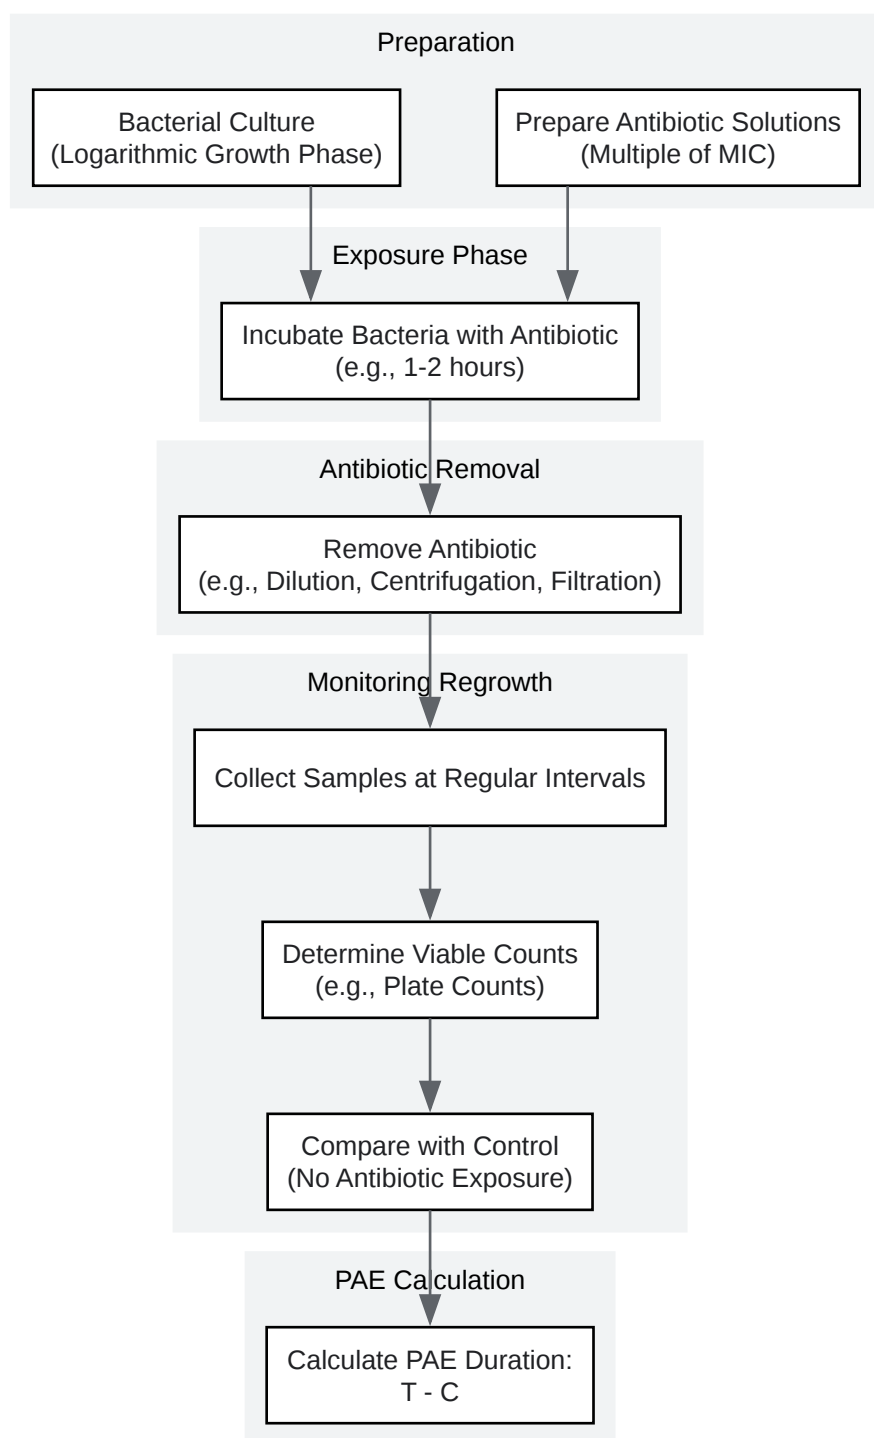 Preparation
Bacterial Culture
(Logarithmic Growth Phase)
Prepare Antibiotic Solutions
(Multiple of MIC)
Exposure Phase
Incubate Bacteria with Antibiotic
(e.g., 1-2 hours)
Antibiotic Removal
Remove Antibiotic
(e.g., Dilution, Centrifugation, Filtration)
Monitoring Regrowth
Collect Samples at Regular Intervals
Determine Viable Counts
(e.g., Plate Counts)
Compare with Control
(No Antibiotic Exposure)
PAE Calculation
Calculate PAE Duration:
T - C